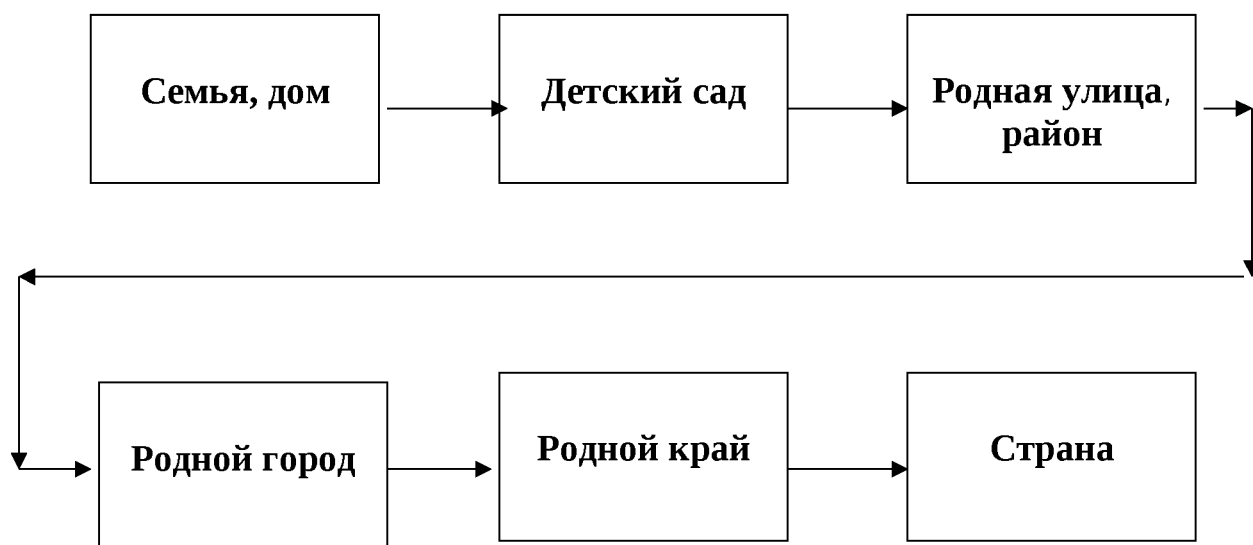 Семья, дом
Детский сад
Родная улица,
район
Родной город
Родной край
Страна